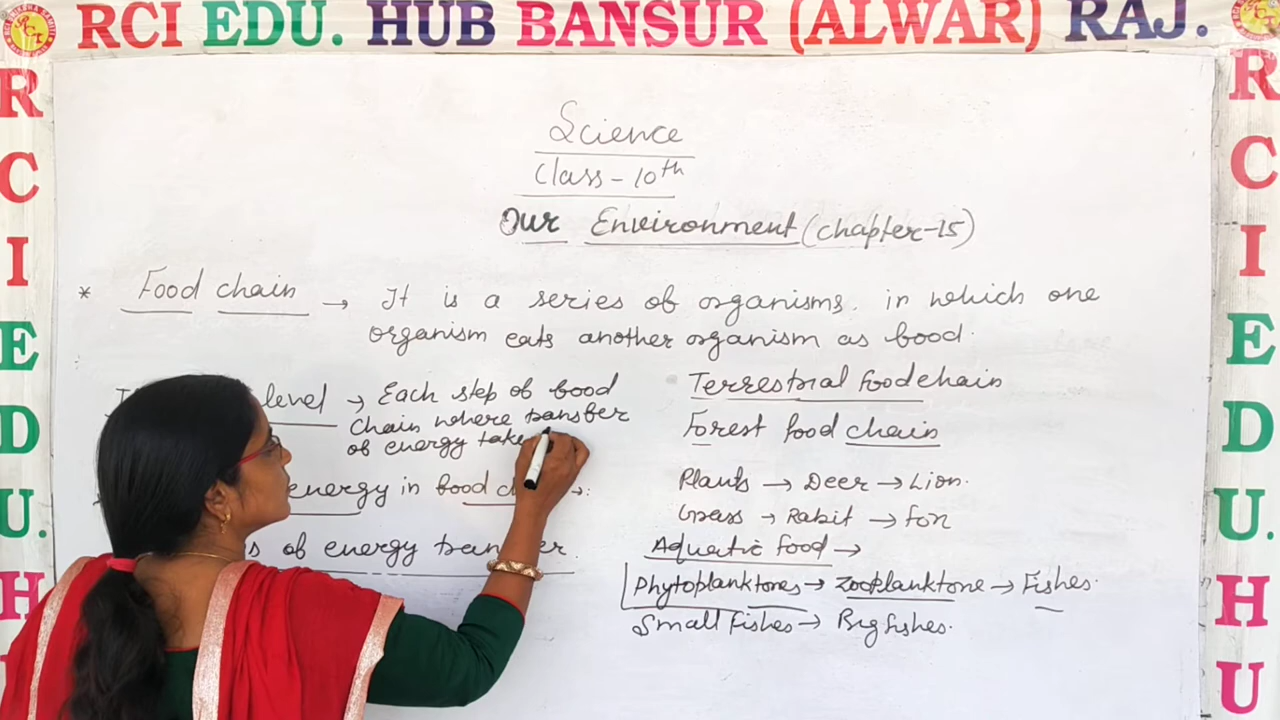 RCI EDU. HUB BANSUR (ALWAR) RAJ.
R C I E D U. H
Science
Class - 10th
Our Environment (chapter-15)
* Food chain → It is a series of organisms. in which one
organism eats another organism as food.
level → Each step of food
chain where transfer
of energy take
energy in food →:
of energy
Terrestrial food chain
Forest food chain
Plants → Deer → Lion.
Grass → Rabit → Fox
Aquatic food →
Phytoplanktones → Zooplanktone → Fishes.
Small Fishes → Big fishes.
R C I E D U. H U